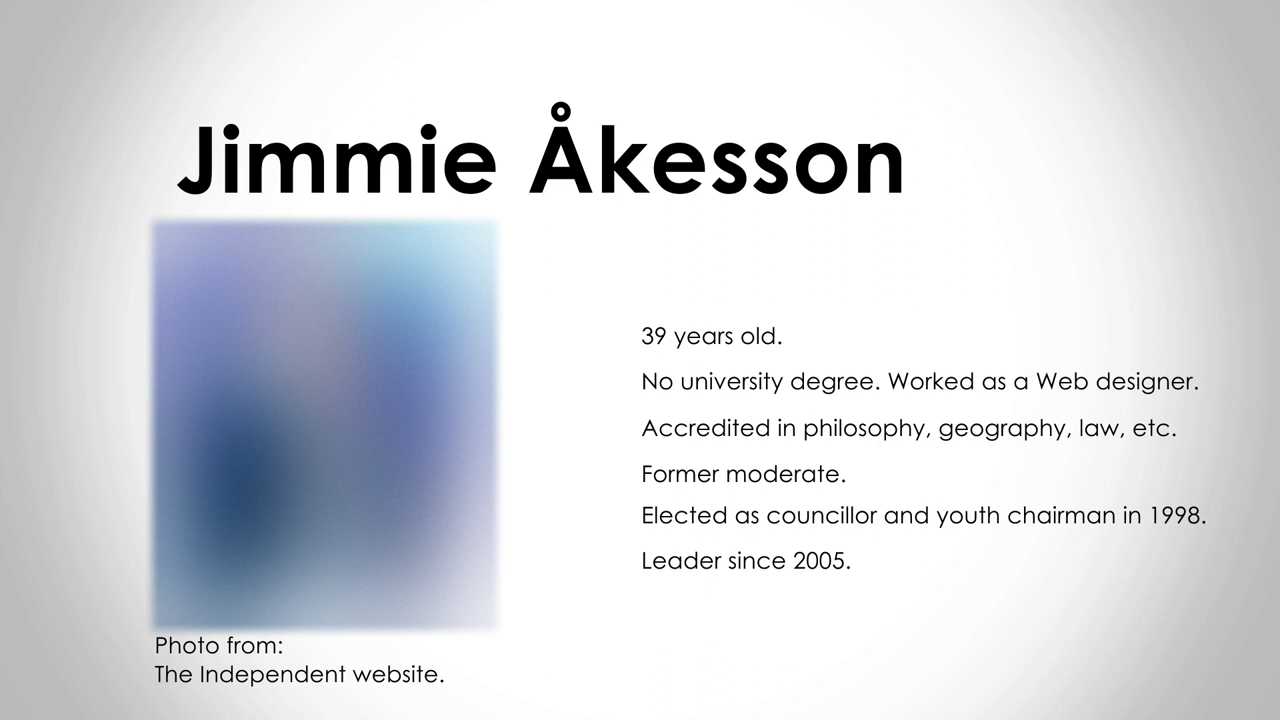 Jimmie Åkesson
39 years old.
No university degree. Worked as a Web designer.
Accredited in philosophy, geography, law, etc.
Former moderate.
Elected as councillor and youth chairman in 1998.
Leader since 2005.
Photo from:
The Independent website.